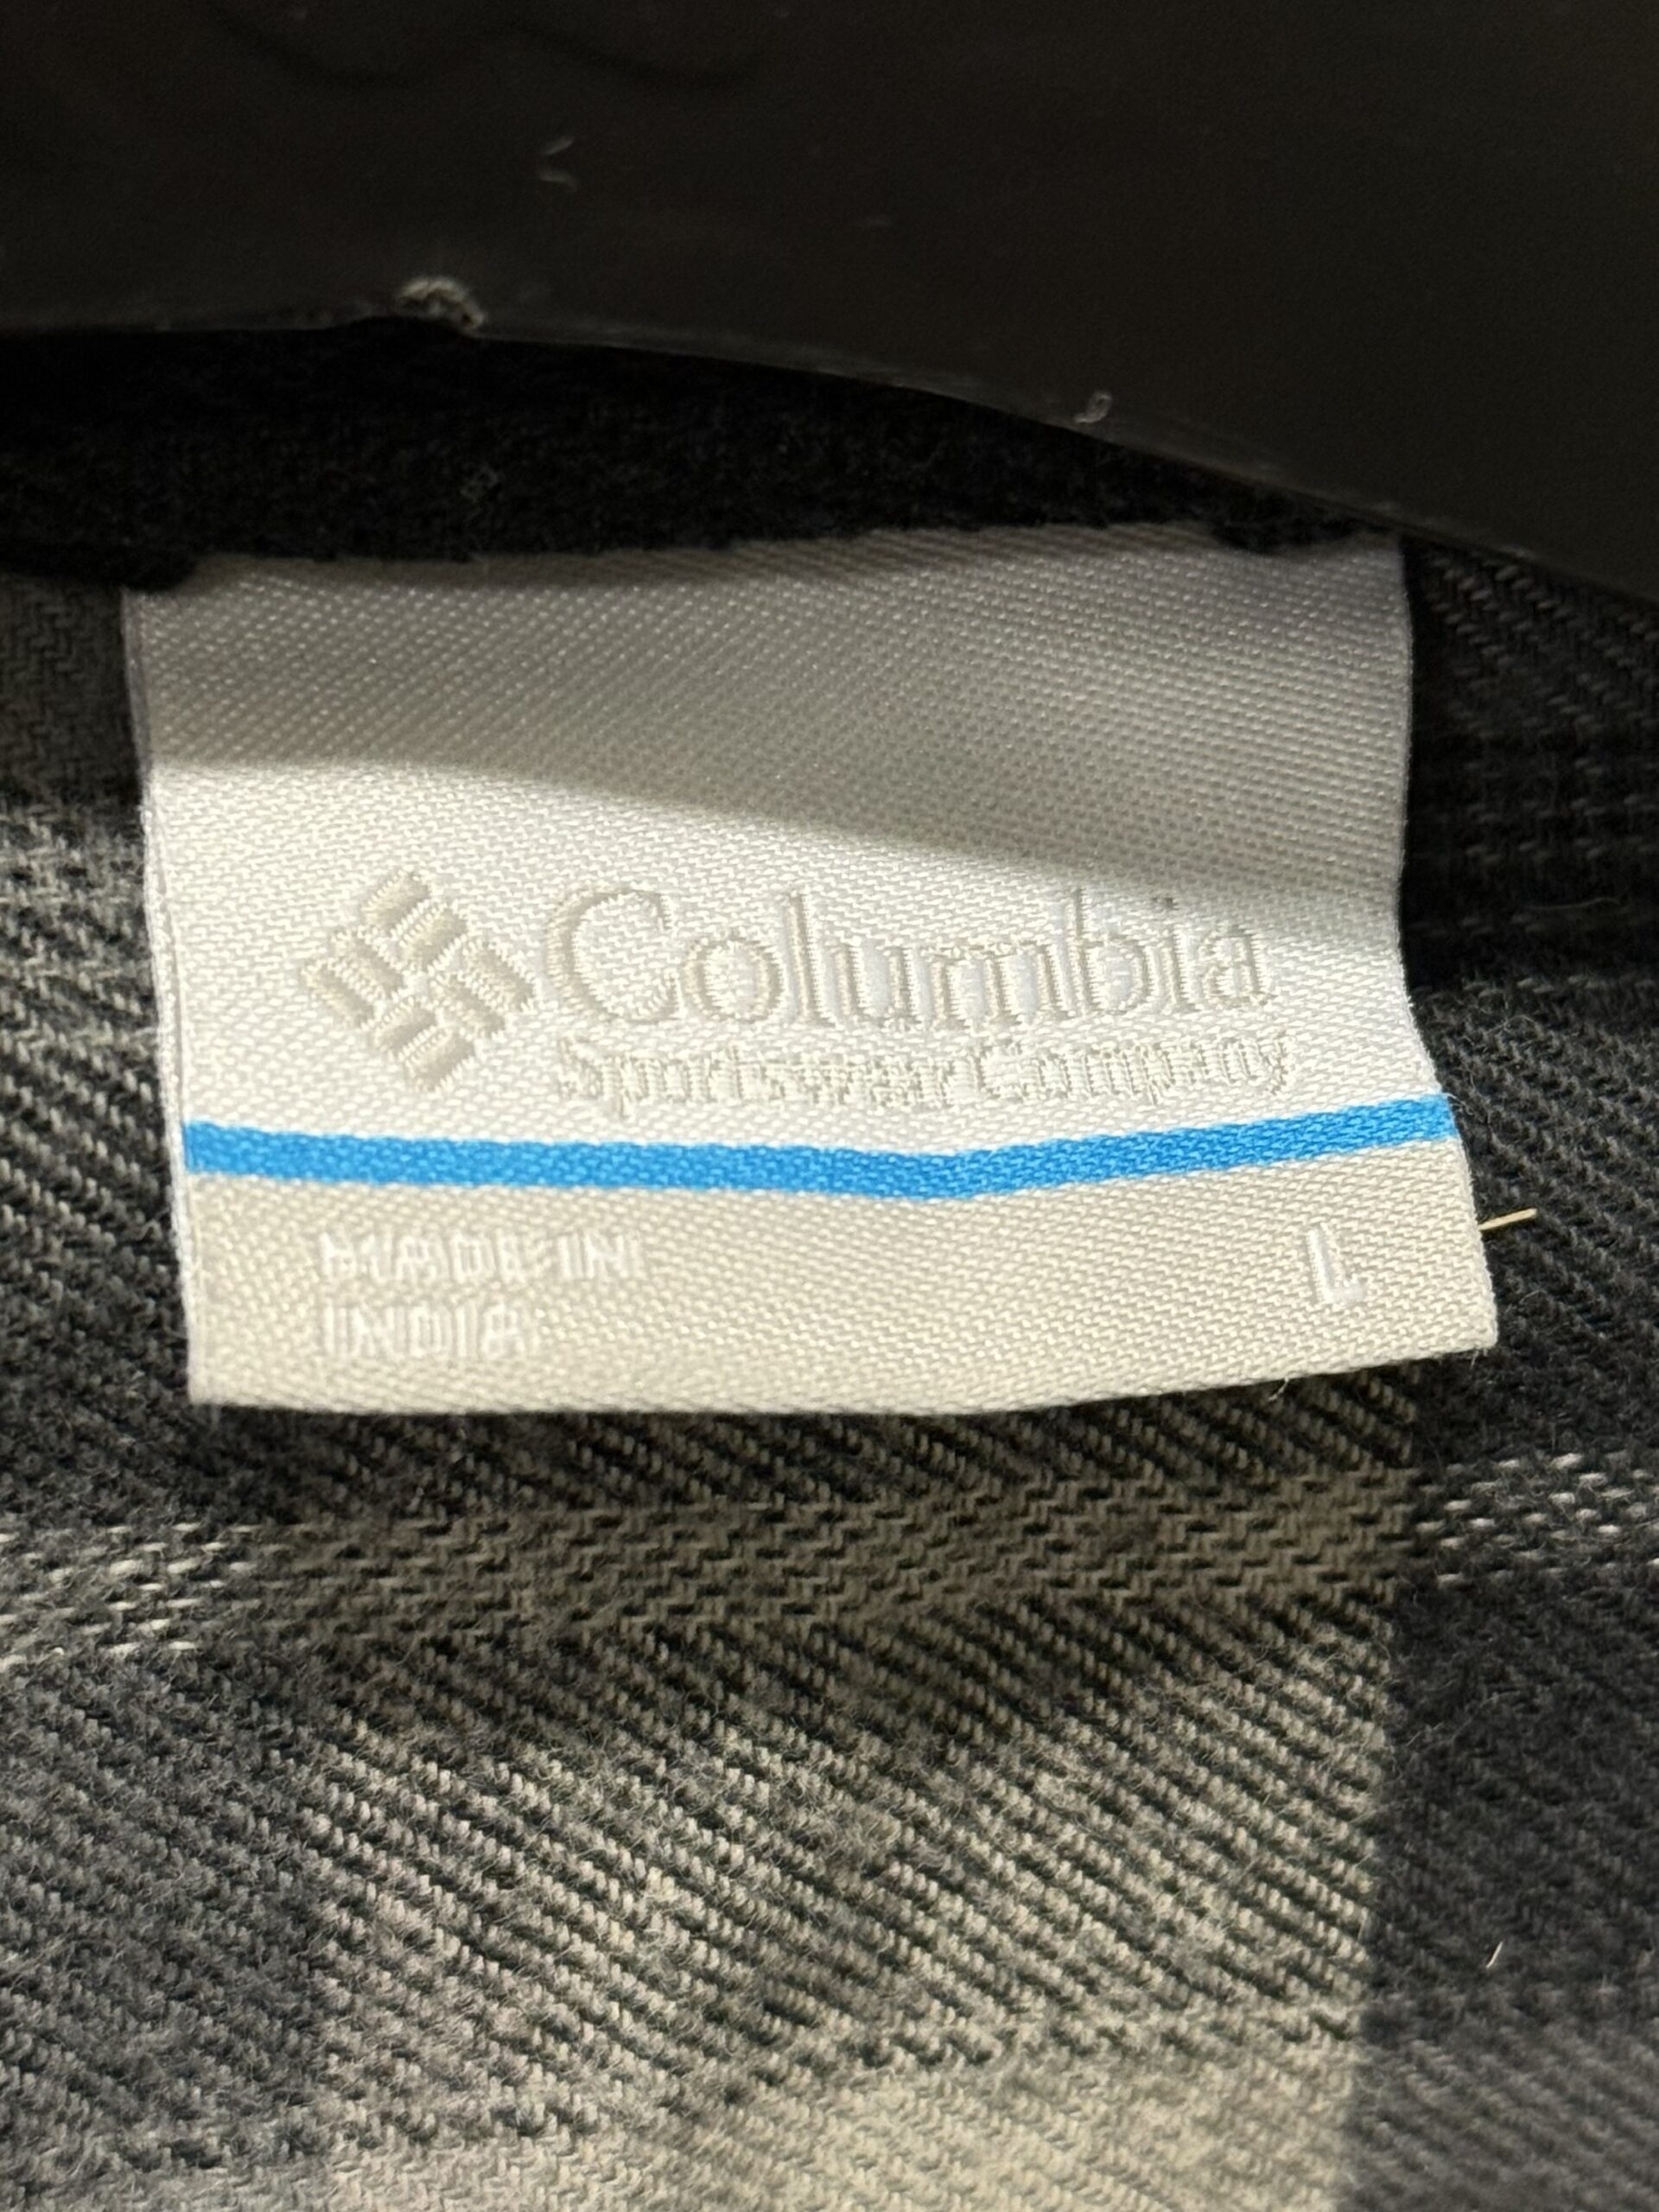 Columbia
Sportswear Company
MADE IN
INDIA
L